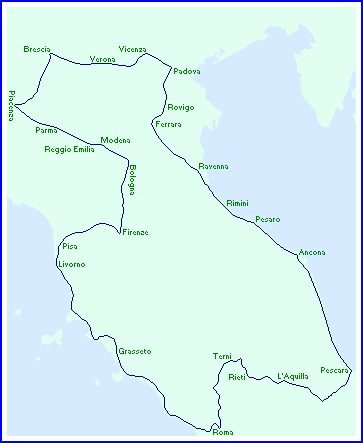 Brescia
Vicenza
Verona
Padova
Piacenza
Rovigo
Ferrara
Parma
Modena
Reggio Emilia
Bologna
Ravenna
Rimini
Pesaro
Firenze
Pisa
Ancona
Livorno
Grasseto
Terni
Rieti
L'Aquilla
Pescara
Roma